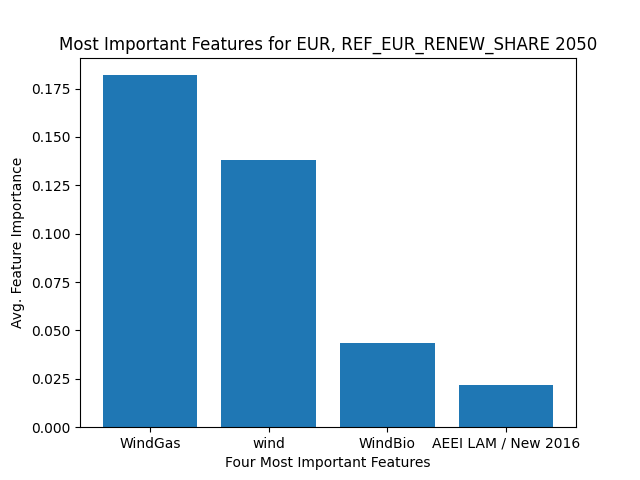 Most Important Features for EUR, REF_EUR_RENEW_SHARE 2050
0.175
0.150
0.125
0.100
0.075
0.050
0.025
0.000
Avg. Feature Importance
WindGas wind WindBio AEEI LAM / New 2016
Four Most Important Features